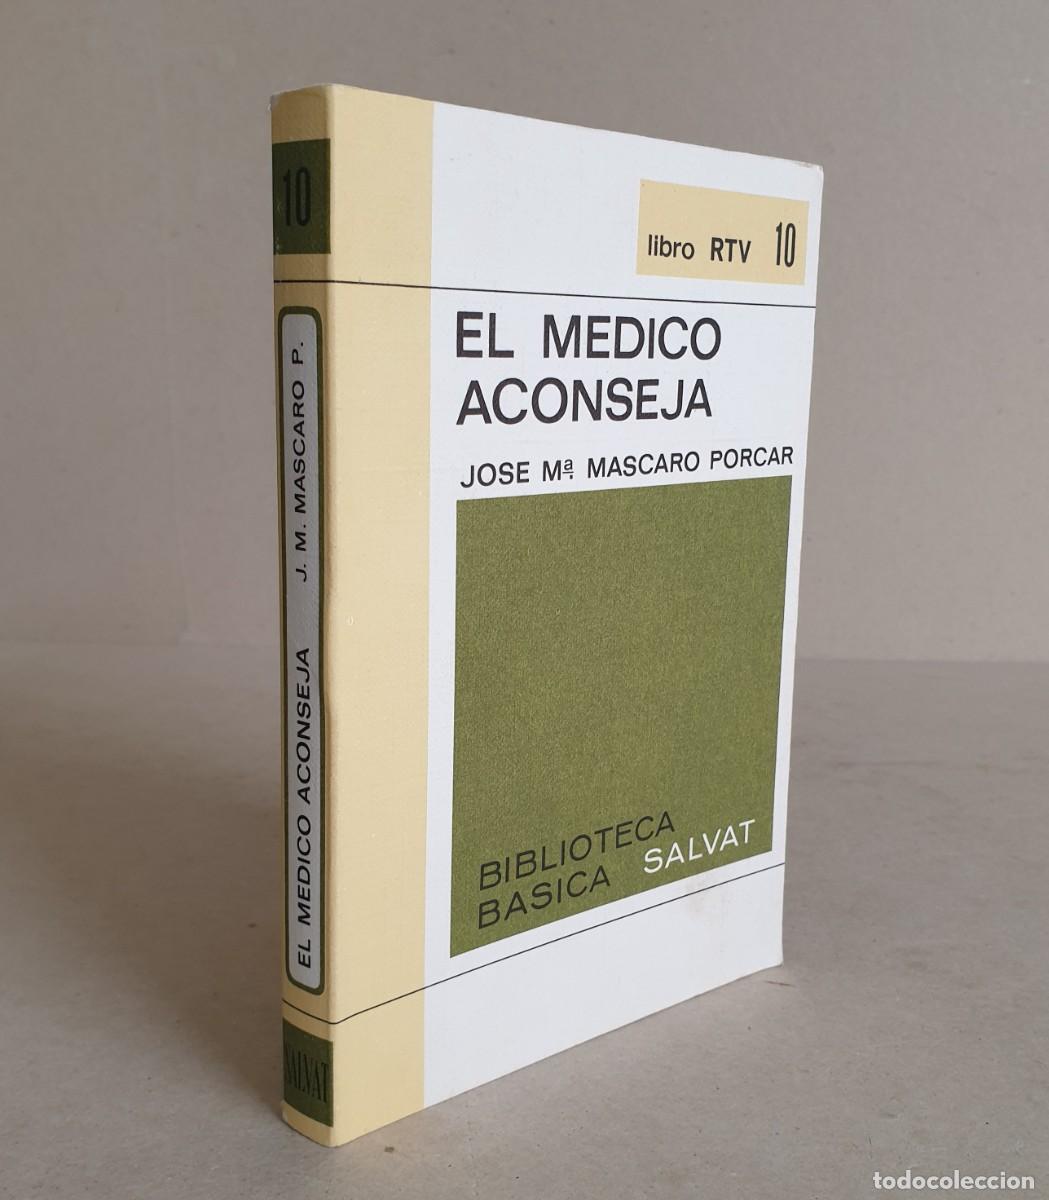 10
J. M. MASCARO P.
EL MEDICO ACONSEJA
SALVAT
libro RTV 10
EL MEDICO
ACONSEJA
JOSE Mª. MASCARO PORCAR
BIBLIOTECA
BASICA SALVAT
todocoleccion